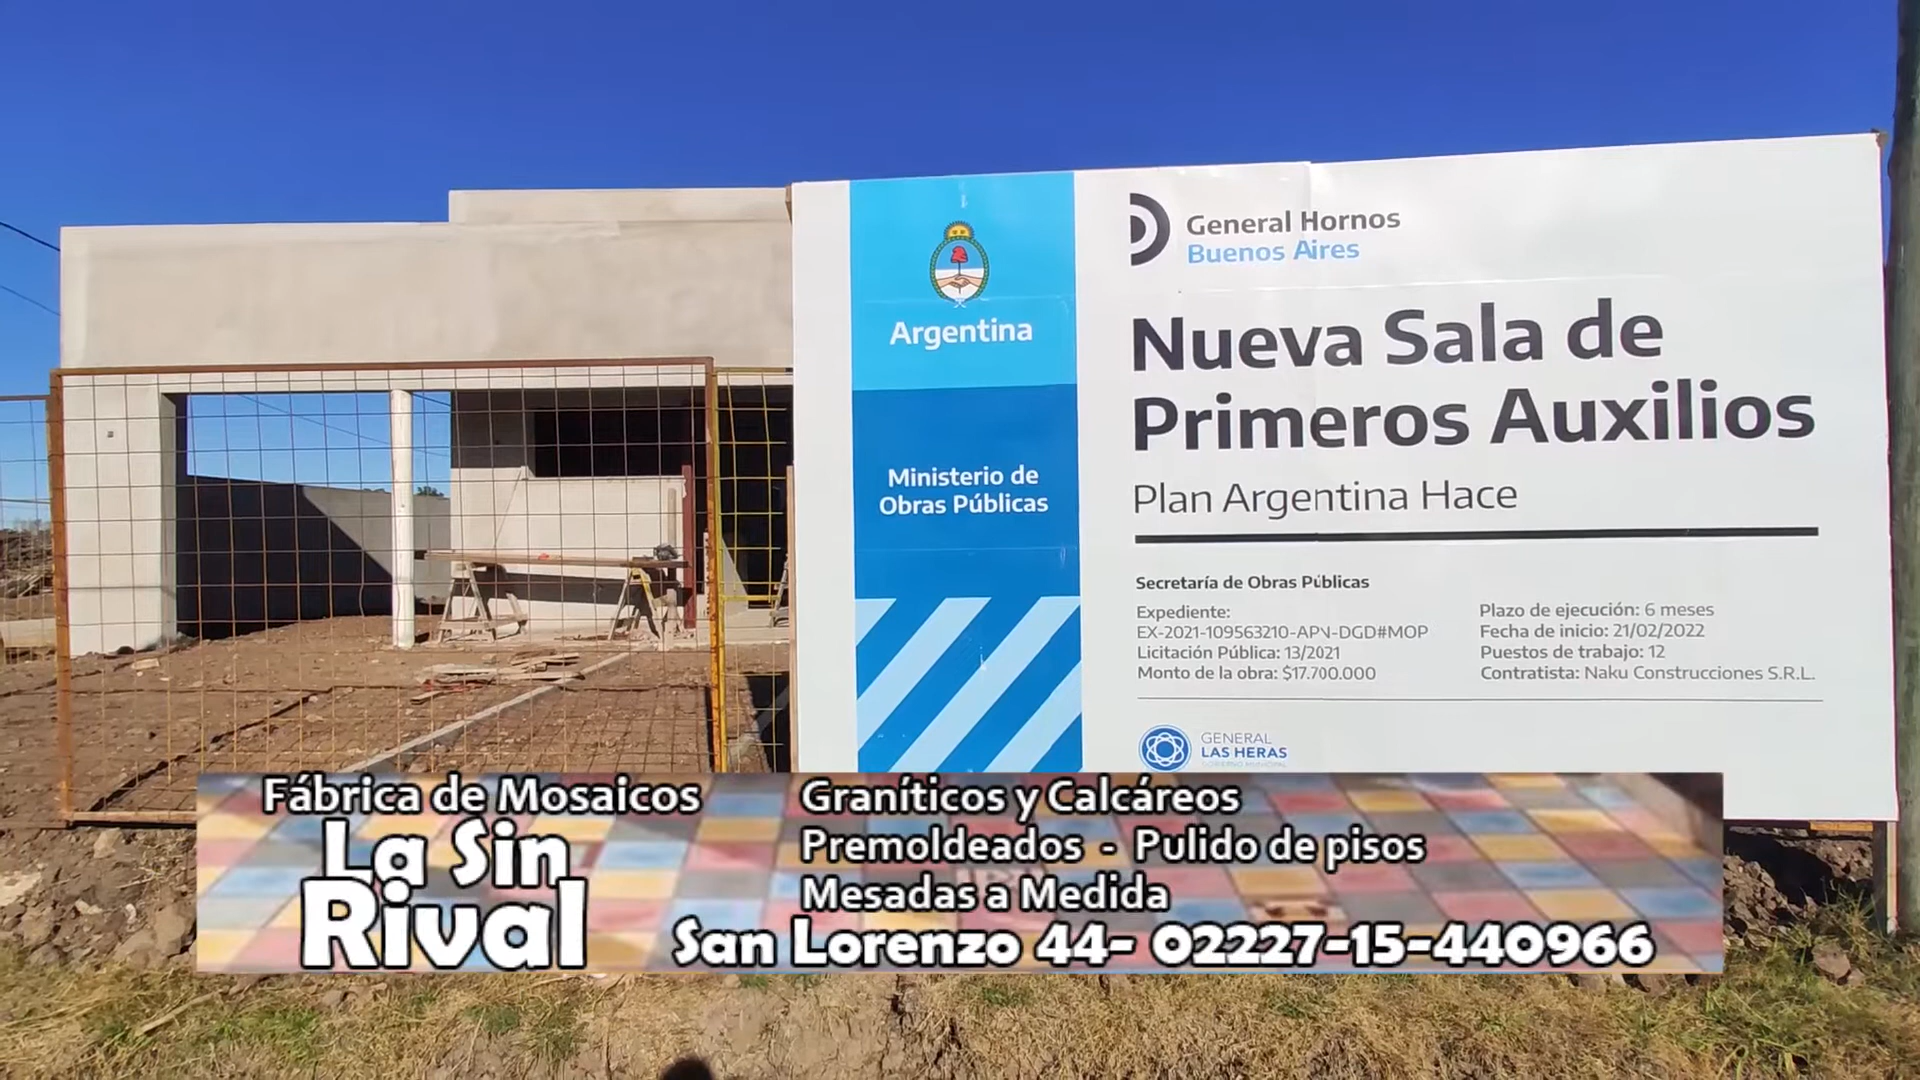 General Hornos
Buenos Aires
Argentina
Ministerio de
Obras Públicas
Nueva Sala de
Primeros Auxilios
Plan Argentina Hace
Secretaría de Obras Públicas
Expediente:
EX-2021-109563210-APN-DGD#MOP
Licitación Pública: 13/2021
Monto de la obra: $17.700.000
Plazo de ejecución: 6 meses
Fecha de inicio: 21/02/2022
Puestos de trabajo: 12
Contratista: Naku Construcciones S.R.L.
GENERAL
LAS HERAS
GOBIERNO MUNICIPAL
Fábrica de Mosaicos
La Sin
Rival
Graníticos y Calcáreos
Premoldeados - Pulido de pisos
Mesadas a Medida
San Lorenzo 44- 02227-15-440966